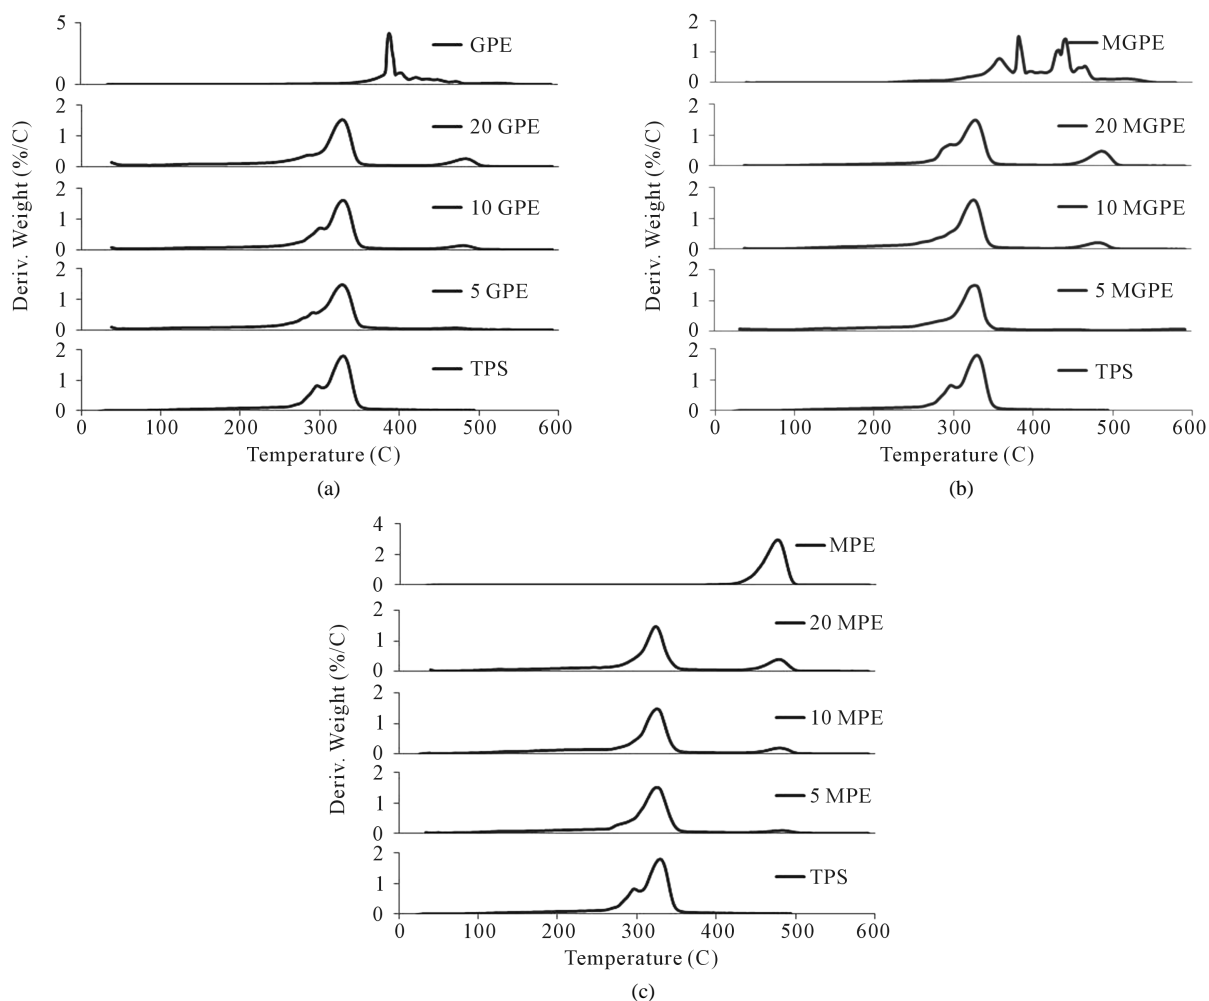 5
0
GPE
2
1
0
20 GPE
2
1
0
10 GPE
2
1
0
5 GPE
2
1
0
TPS
0 100 200 300 400 500 600
Deriv. Weight (%/C)
Temperature (C)
(a)
2
1
0
MGPE
2
1
0
20 MGPE
2
1
0
10 MGPE
2
1
0
5 MGPE
2
1
0
TPS
0 100 200 300 400 500 600
Deriv. Weight (%/C)
Temperature (C)
(b)
4
2
0
MPE
2
1
0
20 MPE
2
1
0
10 MPE
2
1
0
5 MPE
2
1
0
TPS
0 100 200 300 400 500 600
Deriv. Weight (%/C)
Temperature (C)
(c)